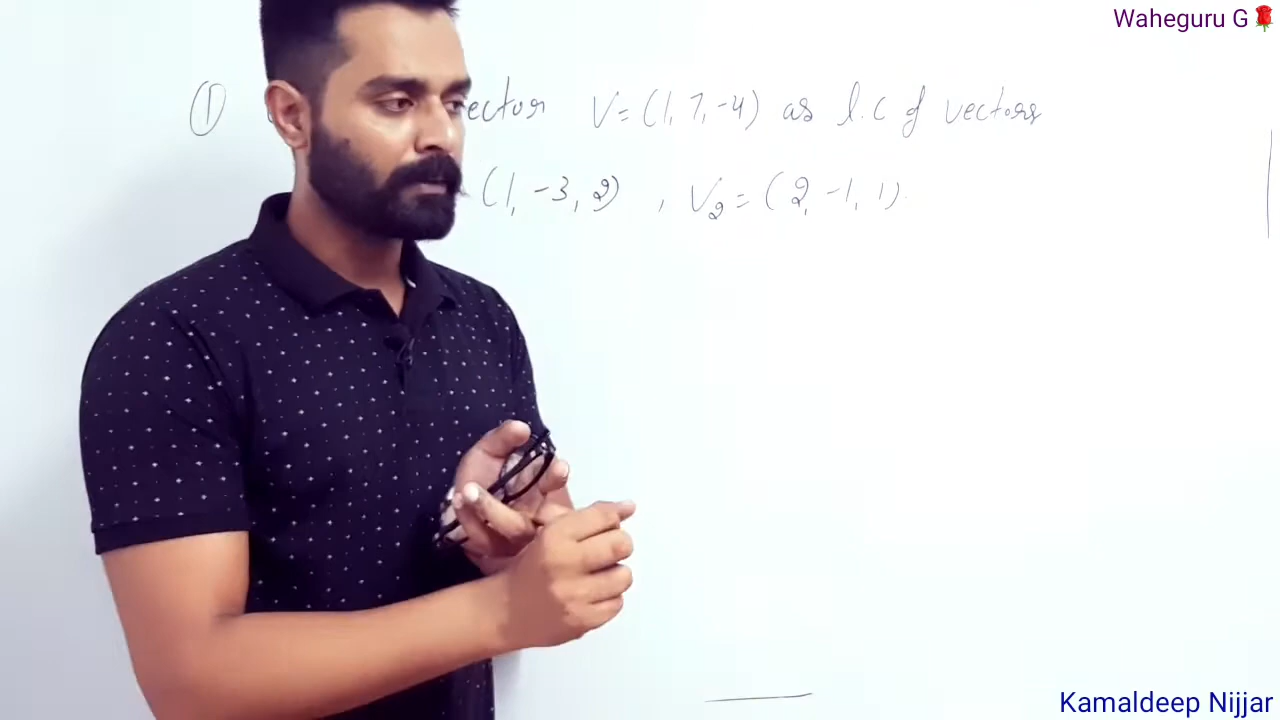 Waheguru G🌹
① ector V = (1, 7, -4) as l.c of vectors
(1, -3, 2) , V₂ = (2, -1, 1).
Kamaldeep Nijjar